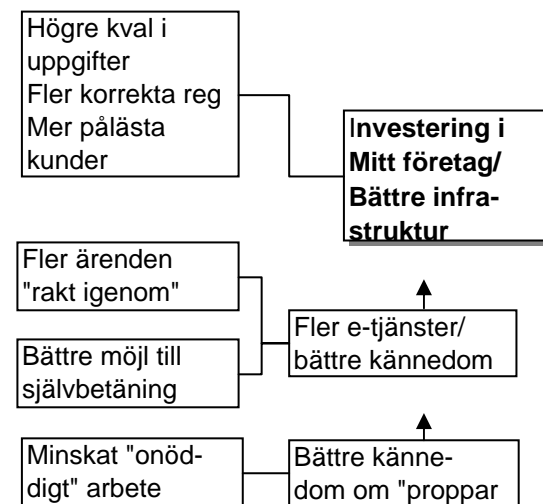 Högre kval i
uppgifter
Fler korrekta reg
Mer pålästa
kunder
Investering i
Mitt företag/
Bättre infra-
struktur
Fler ärenden
"rakt igenom"
Fler e-tjänster/
bättre kännedom
Bättre möjl till
självbetäning
Minskat "onöd-
digt" arbete
Bättre känne-
dom om "proppar